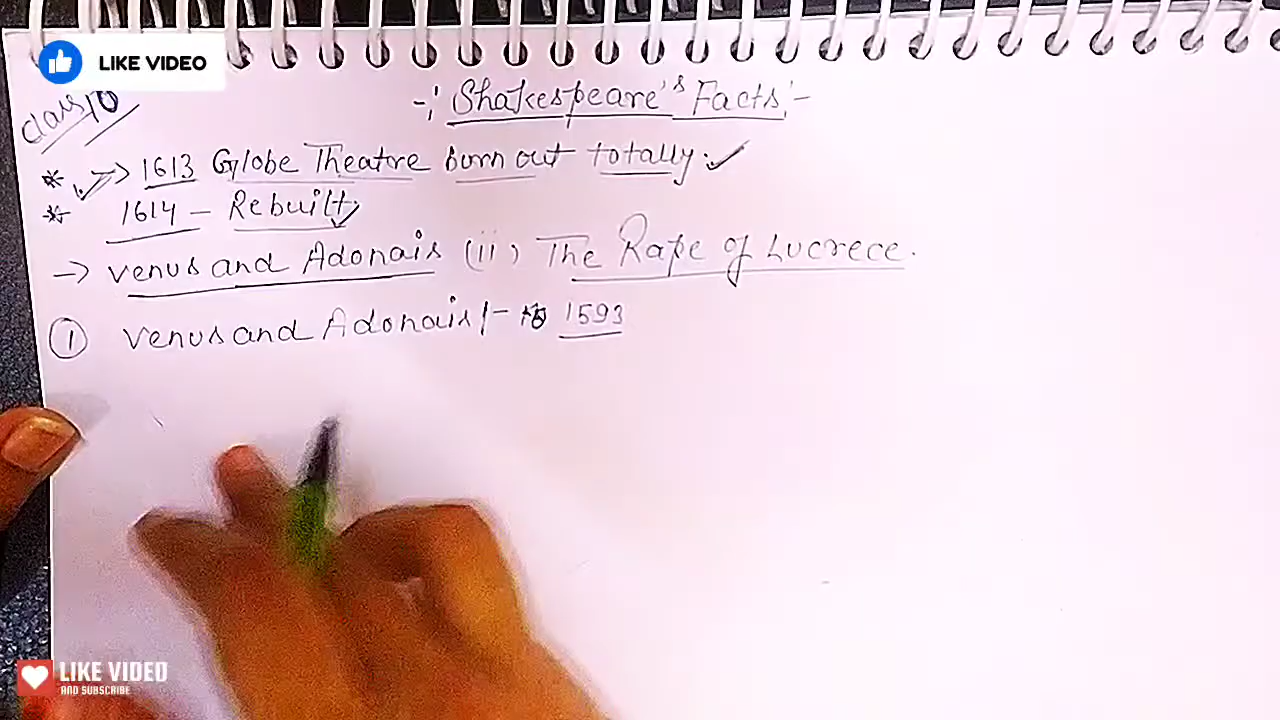 LIKE VIDEO
Class 10
-: Shakespeare's Facts :-
* 1. -> 1613 Globe Theatre burn out totally.
* 1614 - Rebuilt
-> venus and Adonais (ii) The Rape of Lucrece.
① venus and Adonais :- 1593
LIKE VIDEO
AND SUBSCRIBE